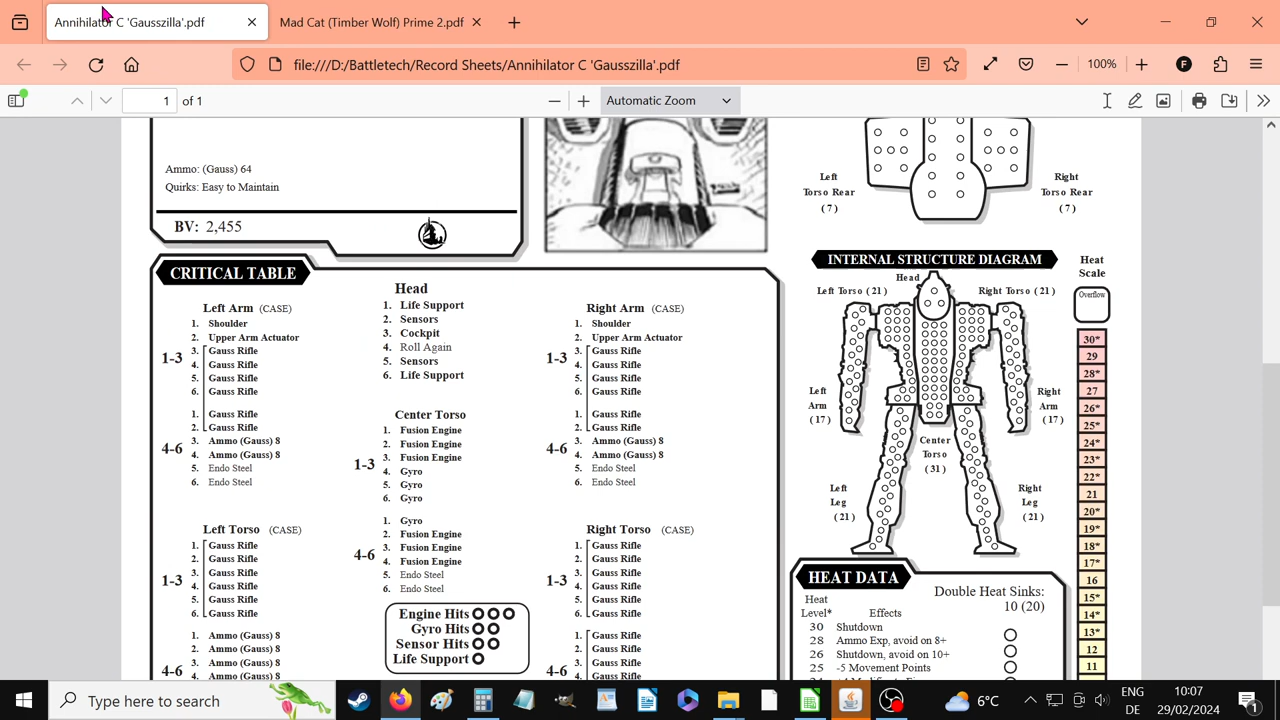 Annihilator C 'Gausszilla'.pdf
Mad Cat (Timber Wolf) Prime 2.pdf
file:///D:/Battletech/Record Sheets/Annihilator C 'Gausszilla'.pdf
100%
F
1 of 1
Automatic Zoom
Ammo: (Gauss) 64
Quirks: Easy to Maintain
BV: 2,455
Left
Torso Rear
(7)
Right
Torso Rear
(7)
CRITICAL TABLE
Left Arm (CASE)
1. Shoulder
2. Upper Arm Actuator
1-3
3. Gauss Rifle
4. Gauss Rifle
5. Gauss Rifle
6. Gauss Rifle
1. Gauss Rifle
2. Gauss Rifle
4-6
3. Ammo (Gauss) 8
4. Ammo (Gauss) 8
5. Endo Steel
6. Endo Steel
Left Torso (CASE)
1. Gauss Rifle
2. Gauss Rifle
1-3
3. Gauss Rifle
4. Gauss Rifle
5. Gauss Rifle
6. Gauss Rifle
1. Ammo (Gauss) 8
2. Ammo (Gauss) 8
3. Ammo (Gauss) 8
4-6
4. Ammo (Gauss) 8
Head
1. Life Support
2. Sensors
3. Cockpit
4. Roll Again
5. Sensors
6. Life Support
Center Torso
1. Fusion Engine
2. Fusion Engine
1-3
3. Fusion Engine
4. Gyro
5. Gyro
6. Gyro
1. Gyro
2. Fusion Engine
3. Fusion Engine
4-6
4. Fusion Engine
5. Endo Steel
6. Endo Steel
Engine Hits
Gyro Hits
Sensor Hits
Life Support
Right Arm (CASE)
1. Shoulder
2. Upper Arm Actuator
1-3
3. Gauss Rifle
4. Gauss Rifle
5. Gauss Rifle
6. Gauss Rifle
1. Gauss Rifle
2. Gauss Rifle
4-6
3. Ammo (Gauss) 8
4. Ammo (Gauss) 8
5. Endo Steel
6. Endo Steel
Right Torso (CASE)
1. Gauss Rifle
2. Gauss Rifle
1-3
3. Gauss Rifle
4. Gauss Rifle
5. Gauss Rifle
6. Gauss Rifle
1. Gauss Rifle
2. Gauss Rifle
3. Gauss Rifle
4-6
4. Gauss Rifle
INTERNAL STRUCTURE DIAGRAM
Head
Left Torso (21)
Right Torso (21)
Left
Arm
(17)
Right
Arm
(17)
Center
Torso
(31)
Left
Leg
(21)
Right
Leg
(21)
Heat
Scale
Overflow
30*
29
28*
27
26*
25*
24*
23*
22*
21
20*
19*
18*
17*
16
15*
14*
13*
12
11
HEAT DATA
Heat
Level* Effects
Double Heat Sinks:
10 (20)
30 Shutdown
28 Ammo Exp, avoid on 8+
26 Shutdown, avoid on 10+
25 -5 Movement Points
Type here to search
6°C
ENG
DE
10:07
29/02/2024
1